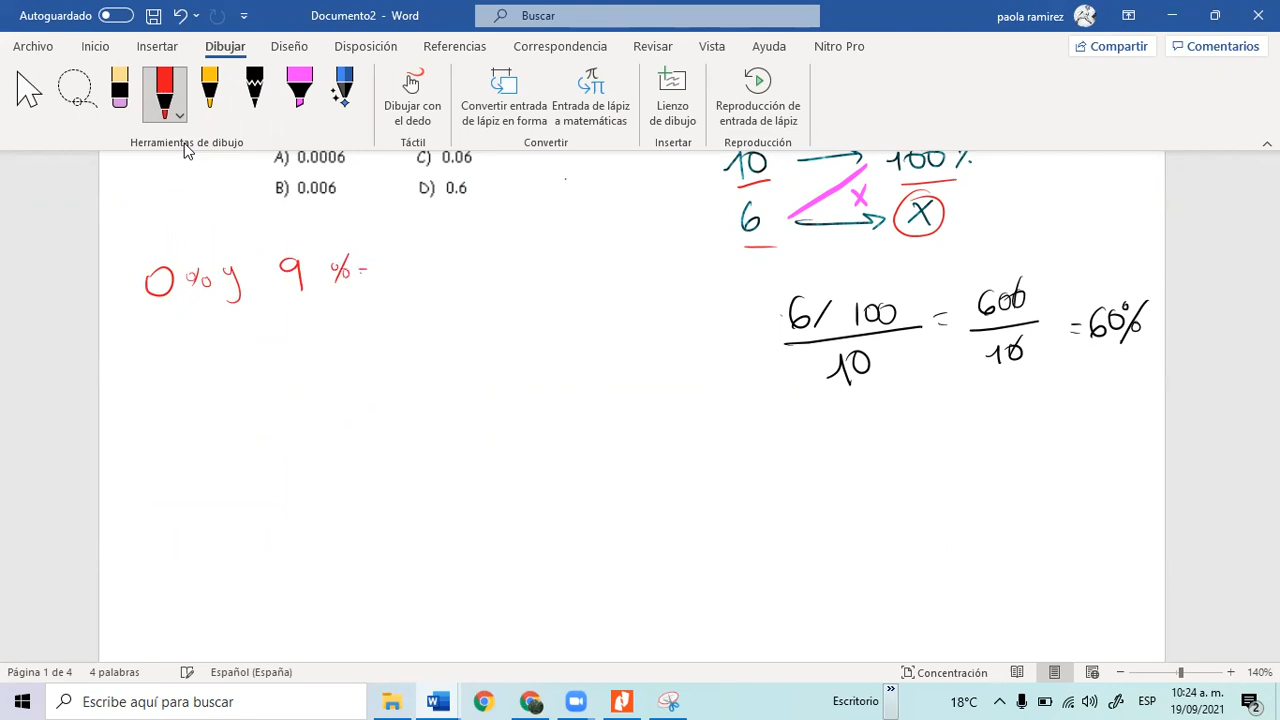 Autoguardado
Documento2 - Word
Buscar
paola ramirez
Archivo Inicio Insertar Dibujar Diseño Disposición Referencias Correspondencia Revisar Vista Ayuda Nitro Pro
Compartir Comentarios
Dibujar con el dedo
Convertir entrada de lápiz en forma
Entrada de lápiz a matemáticas
Lienzo de dibujo
Reproducción de entrada de lápiz
Herramientas de dibujo Táctil Convertir Insertar Reproducción
A) 0.0006 C) 0.06
B) 0.006 D) 0.6
10 → 100%
6 ↔ X
x
0 % y 9 % -
6/ 100 = 600 = 60%
10 10
Página 1 de 4 4 palabras Español (España) Concentración 140%
Escribe aquí para buscar
Escritorio
18°C
ESP
10:24 a. m.
19/09/2021
2